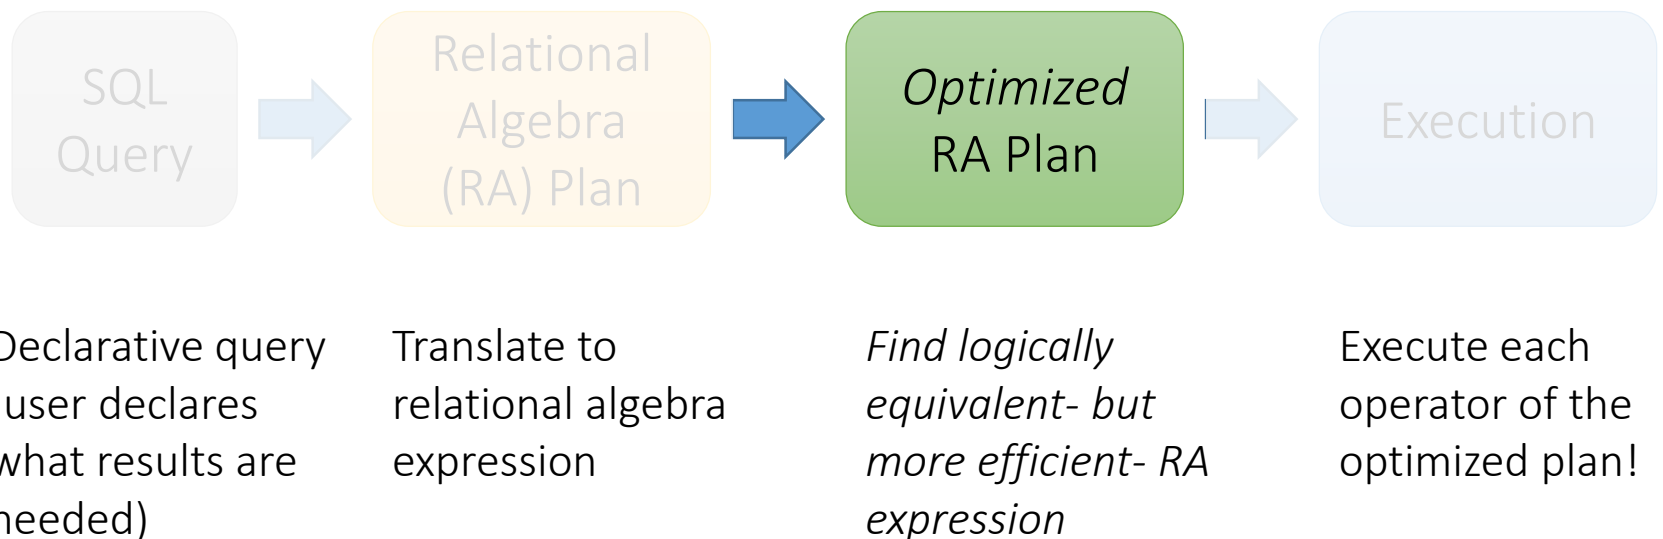 SQL
Query
Relational
Algebra
(RA) Plan
Optimized
RA Plan
Execution
Declarative query
user declares
what results are
needed)
Translate to
relational algebra
expression
Find logically
equivalent- but
more efficient- RA
expression
Execute each
operator of the
optimized plan!